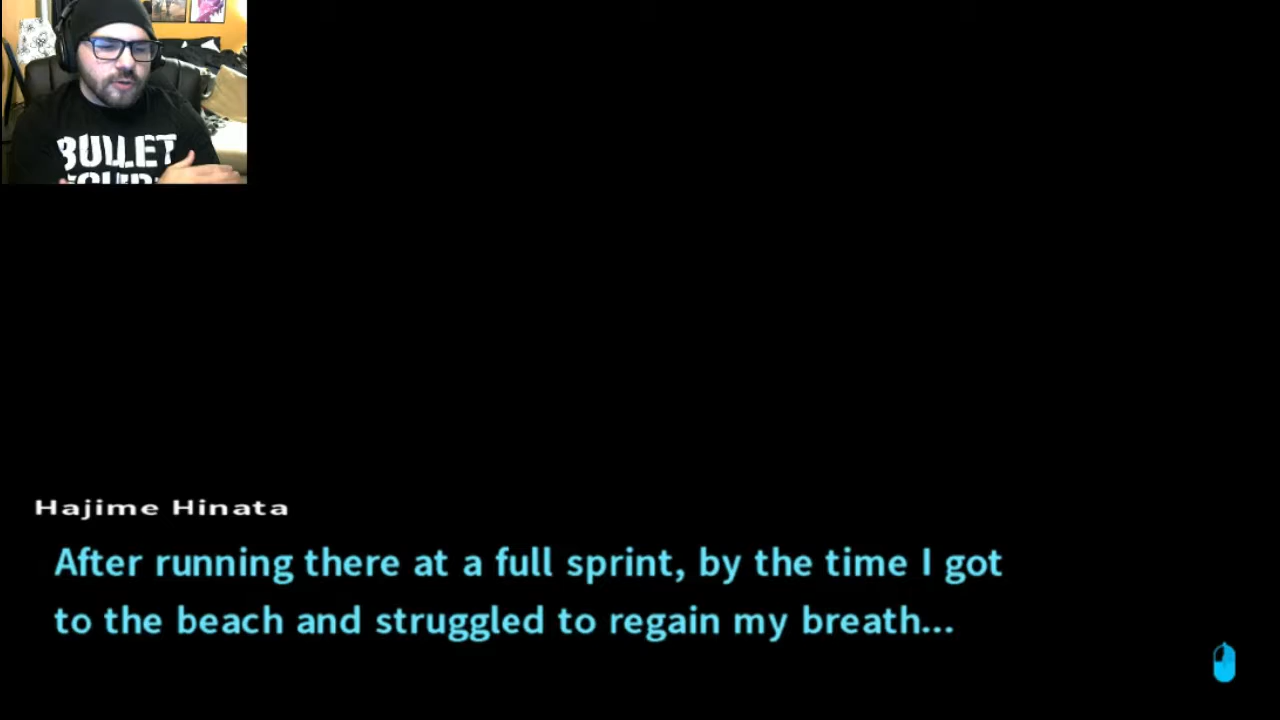 BULLET
Hajime Hinata
After running there at a full sprint, by the time I got
to the beach and struggled to regain my breath...